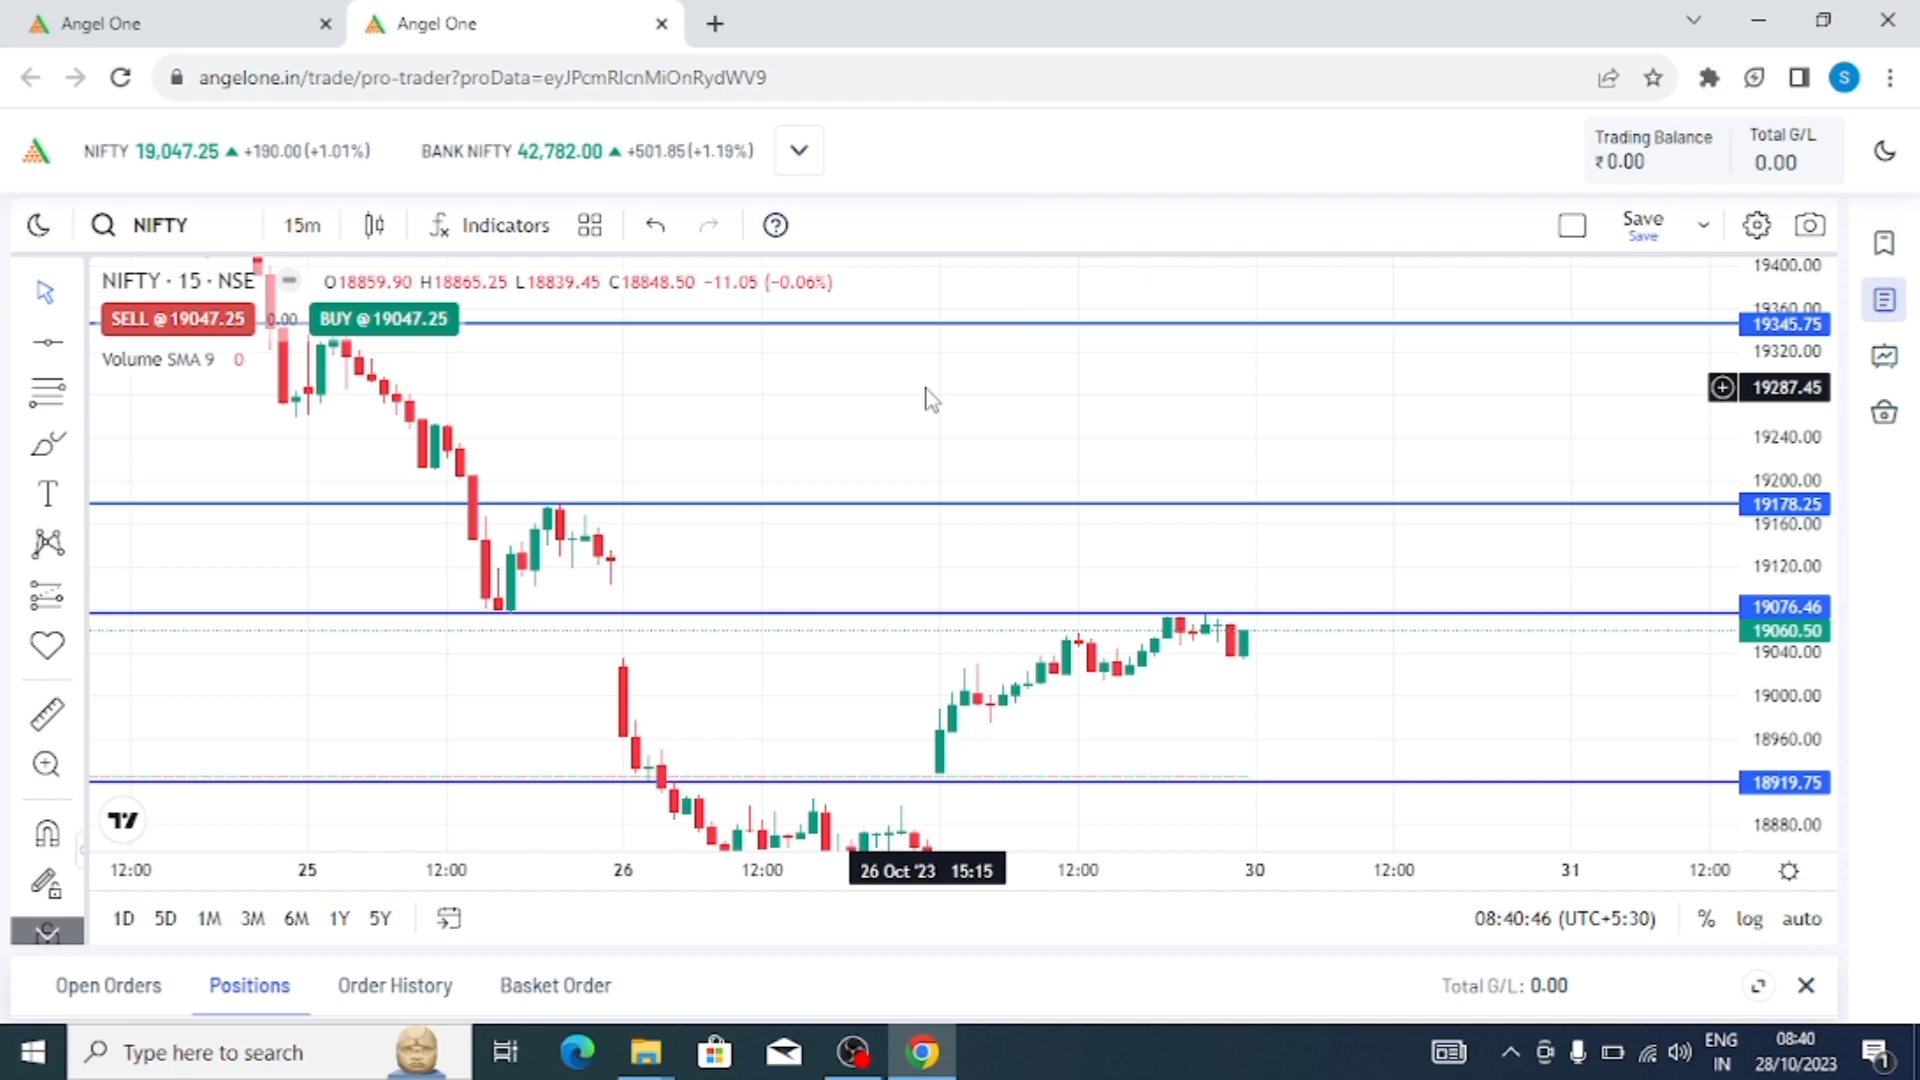 Angel One
Angel One
angelone.in/trade/pro-trader?proData=eyJPcmRlcnMiOnRydWV9
S
NIFTY 19,047.25 ▲ +190.00(+1.01%)
BANK NIFTY 42,782.00 ▲ +501.85(+1.19%)
Trading Balance
₹ 0.00
Total G/L
0.00
NIFTY
15m
Indicators
Save
Save
NIFTY · 15 · NSE
O18859.90 H18865.25 L18839.45 C18848.50 −11.05 (−0.06%)
SELL @ 19047.25
0.00
BUY @ 19047.25
Volume SMA 9 0
19400.00
19360.00
19345.75
19320.00
19287.45
19240.00
19200.00
19178.25
19160.00
19120.00
19076.46
19060.50
19040.00
19000.00
18960.00
18919.75
18880.00
12:00
25
12:00
26
12:00
26 Oct '23 15:15
12:00
30
12:00
31
12:00
1D 5D 1M 3M 6M 1Y 5Y
08:40:46 (UTC+5:30)
% log auto
Open Orders
Positions
Order History
Basket Order
Total G/L: 0.00
Type here to search
ENG
IN
08:40
28/10/2023
1